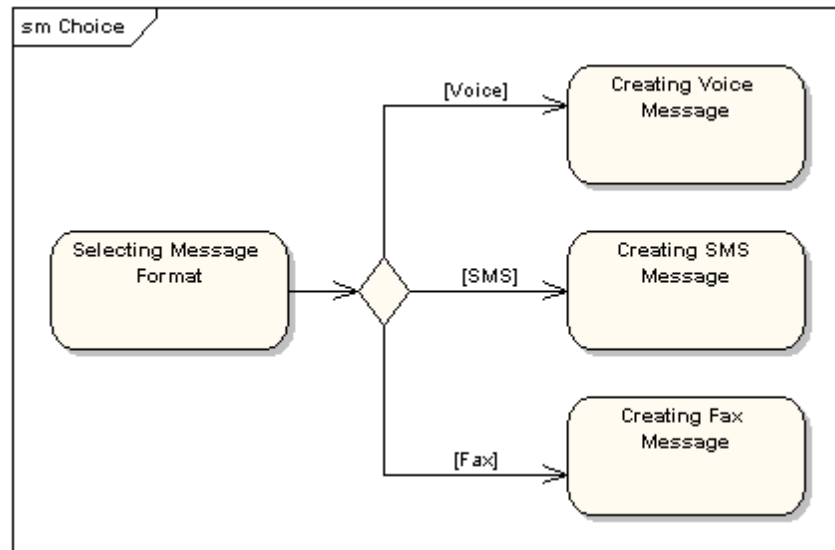 sm Choice
[Voice]
Creating Voice
Message
Selecting Message
Format
[SMS]
Creating SMS
Message
[Fax]
Creating Fax
Message